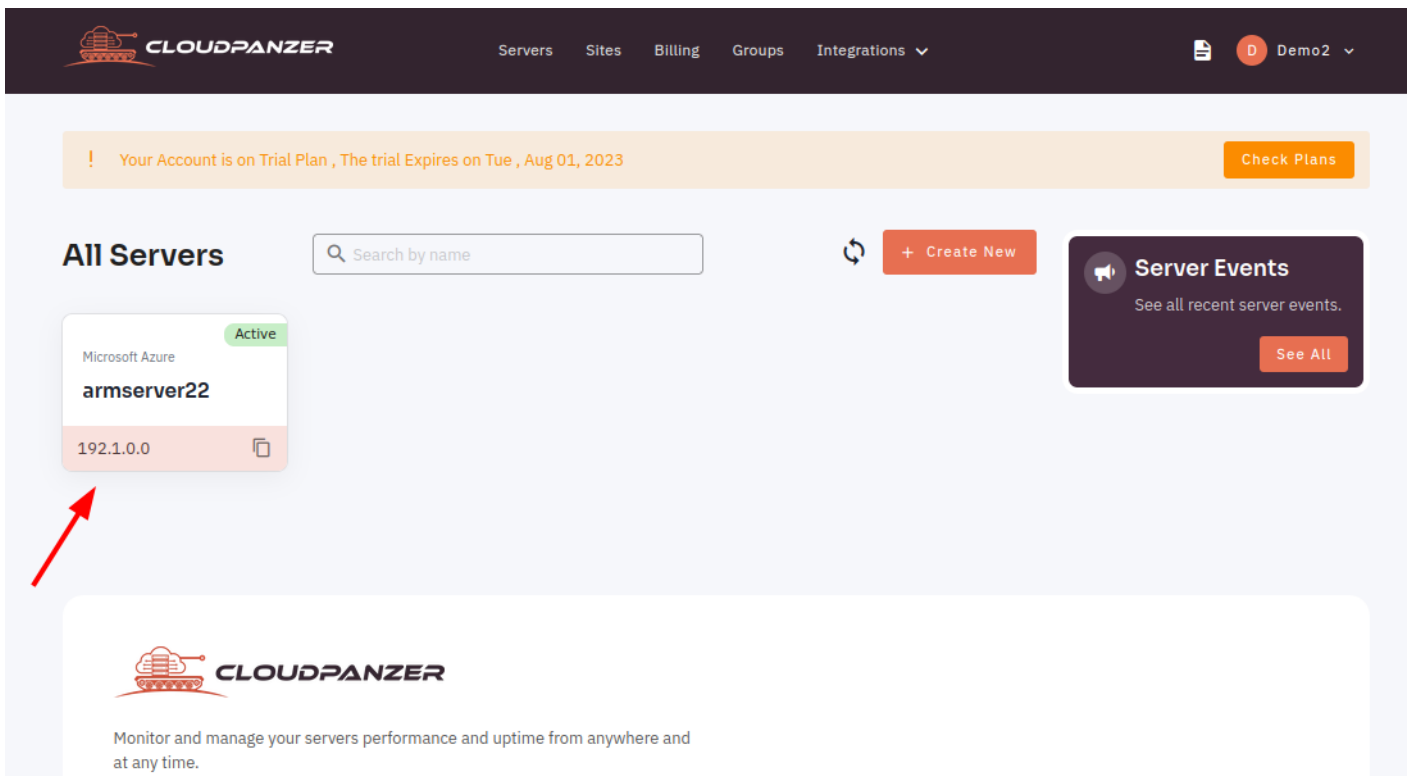 CLOUDPANZER
Servers Sites Billing Groups Integrations
D Demo2
! Your Account is on Trial Plan , The trial Expires on Tue , Aug 01, 2023
Check Plans
All Servers
Search by name
+ Create New
Server Events
See all recent server events.
See All
Active
Microsoft Azure
armserver22
192.1.0.0
CLOUDPANZER
Monitor and manage your servers performance and uptime from anywhere and
at any time.